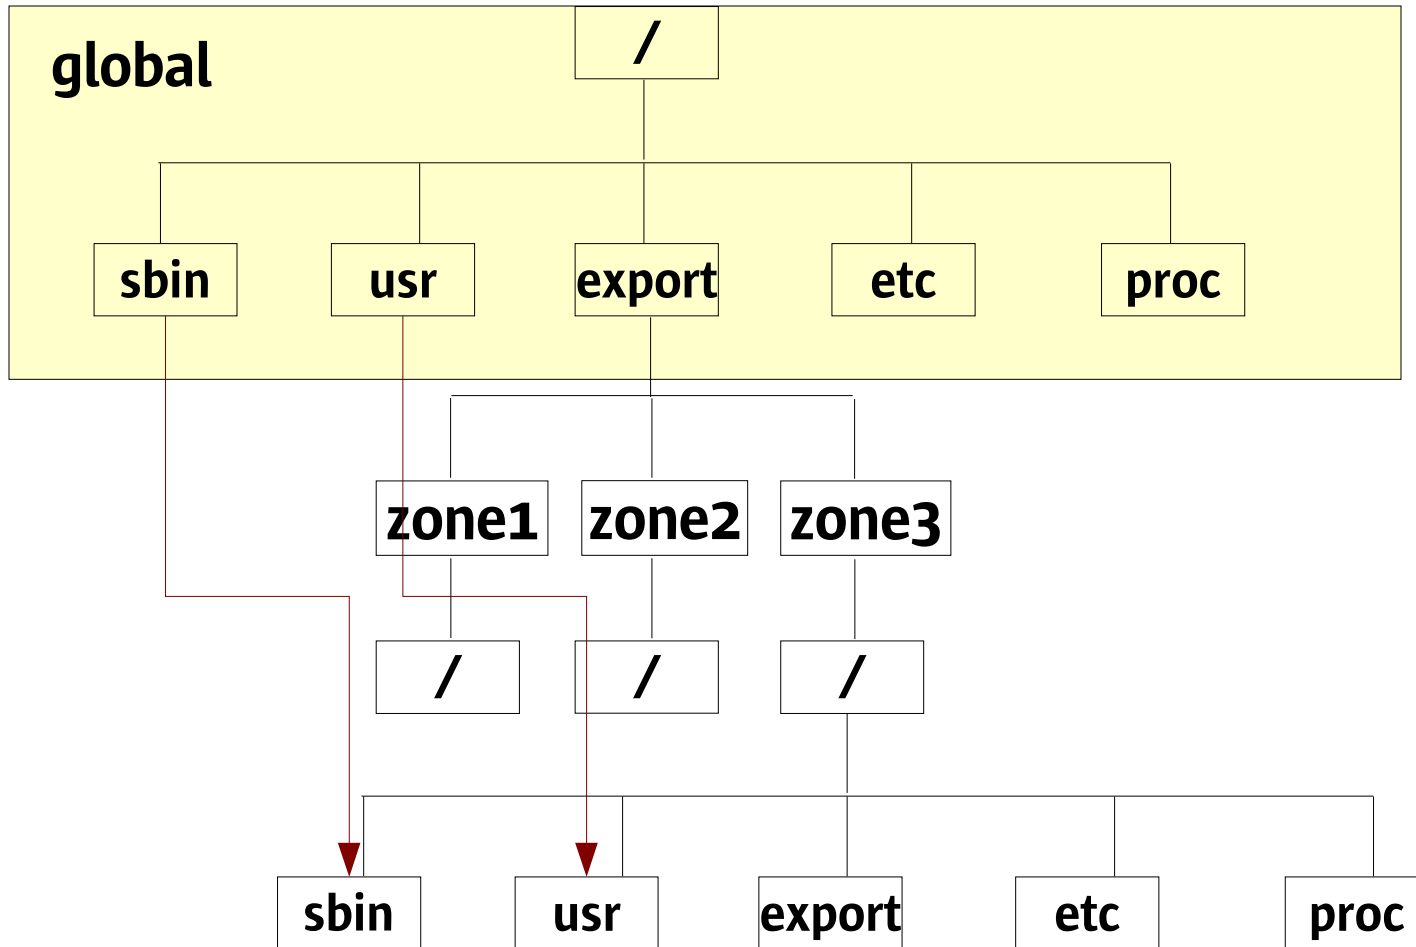 /
global
sbin
usr
export
etc
proc
zone1
zone2
zone3
/
/
/
sbin
usr
export
etc
proc